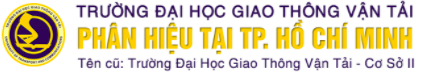 TRƯỜNG ĐẠI HỌC GIAO THÔNG VẬN TẢI
PHÂN HIỆU TẠI TP. HỒ CHÍ MINH
Tên cũ: Trường Đại Học Giao Thông Vận Tải - Cơ Sở II